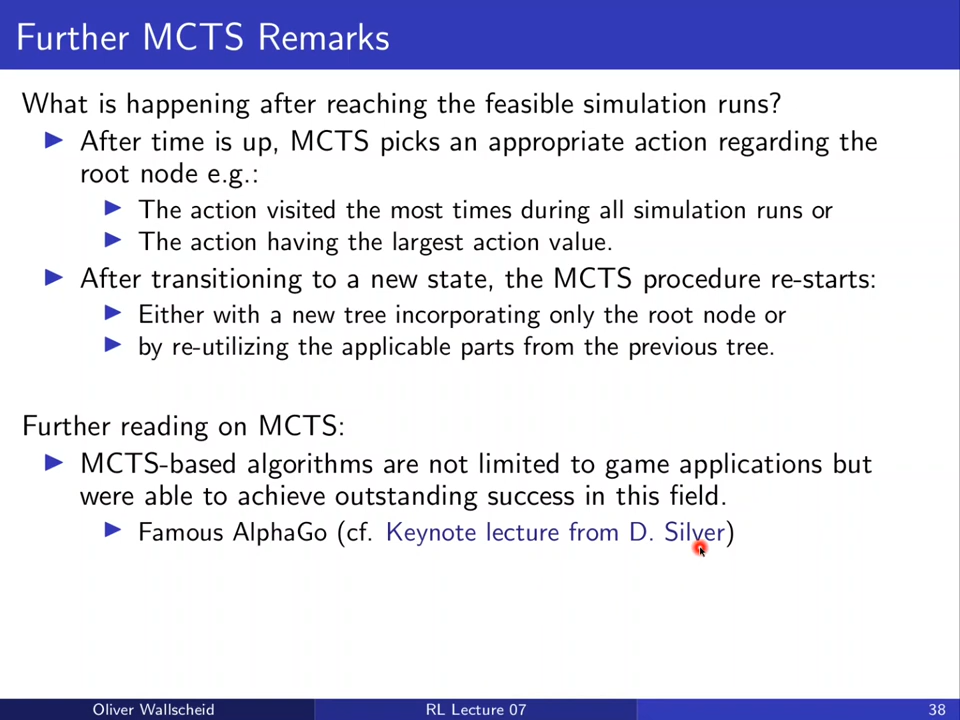 Further MCTS Remarks
What is happening after reaching the feasible simulation runs?
After time is up, MCTS picks an appropriate action regarding the
root node e.g.:
The action visited the most times during all simulation runs or
The action having the largest action value.
After transitioning to a new state, the MCTS procedure re-starts:
Either with a new tree incorporating only the root node or
by re-utilizing the applicable parts from the previous tree.
Further reading on MCTS:
MCTS-based algorithms are not limited to game applications but
were able to achieve outstanding success in this field.
Famous AlphaGo (cf. Keynote lecture from D. Silver)
Oliver Wallscheid RL Lecture 07 38